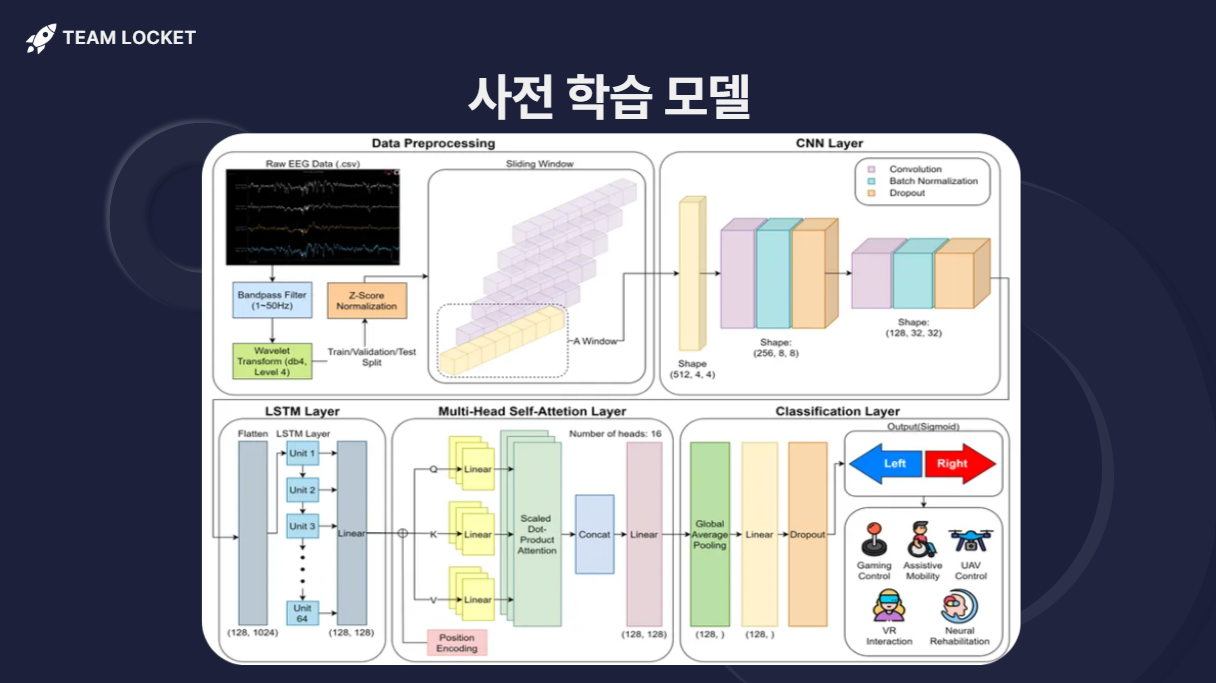 TEAM LOCKET
사전 학습 모델
Data Preprocessing
Raw EEG Data (.csv)
Bandpass Filter
(1~50Hz)
Wavelet
Transform (db4,
Level 4)
Z-Score
Normalization
Train/Validation/Test
Split
Sliding Window
A Window
CNN Layer
Convolution
Batch Normalization
Dropout
Shape
(512, 4, 4)
Shape:
(256, 8, 8)
Shape:
(128, 32, 32)
LSTM Layer
Flatten
LSTM Layer
Unit 1
Unit 2
Unit 3
Unit
64
Linear
(128, 1024)
(128, 128)
Multi-Head Self-Attetion Layer
Number of heads: 16
Q
Linear
K
Linear
V
Linear
Position
Encoding
Scaled
Dot-
Product
Attention
Concat
Linear
(128, 128)
Classification Layer
Global
Average
Pooling
(128, )
Linear
(128, )
Dropout
Output(Sigmoid)
Left
Right
Gaming
Control
Assistive
Mobility
UAV
Control
VR
Interaction
Neural
Rehabilitation